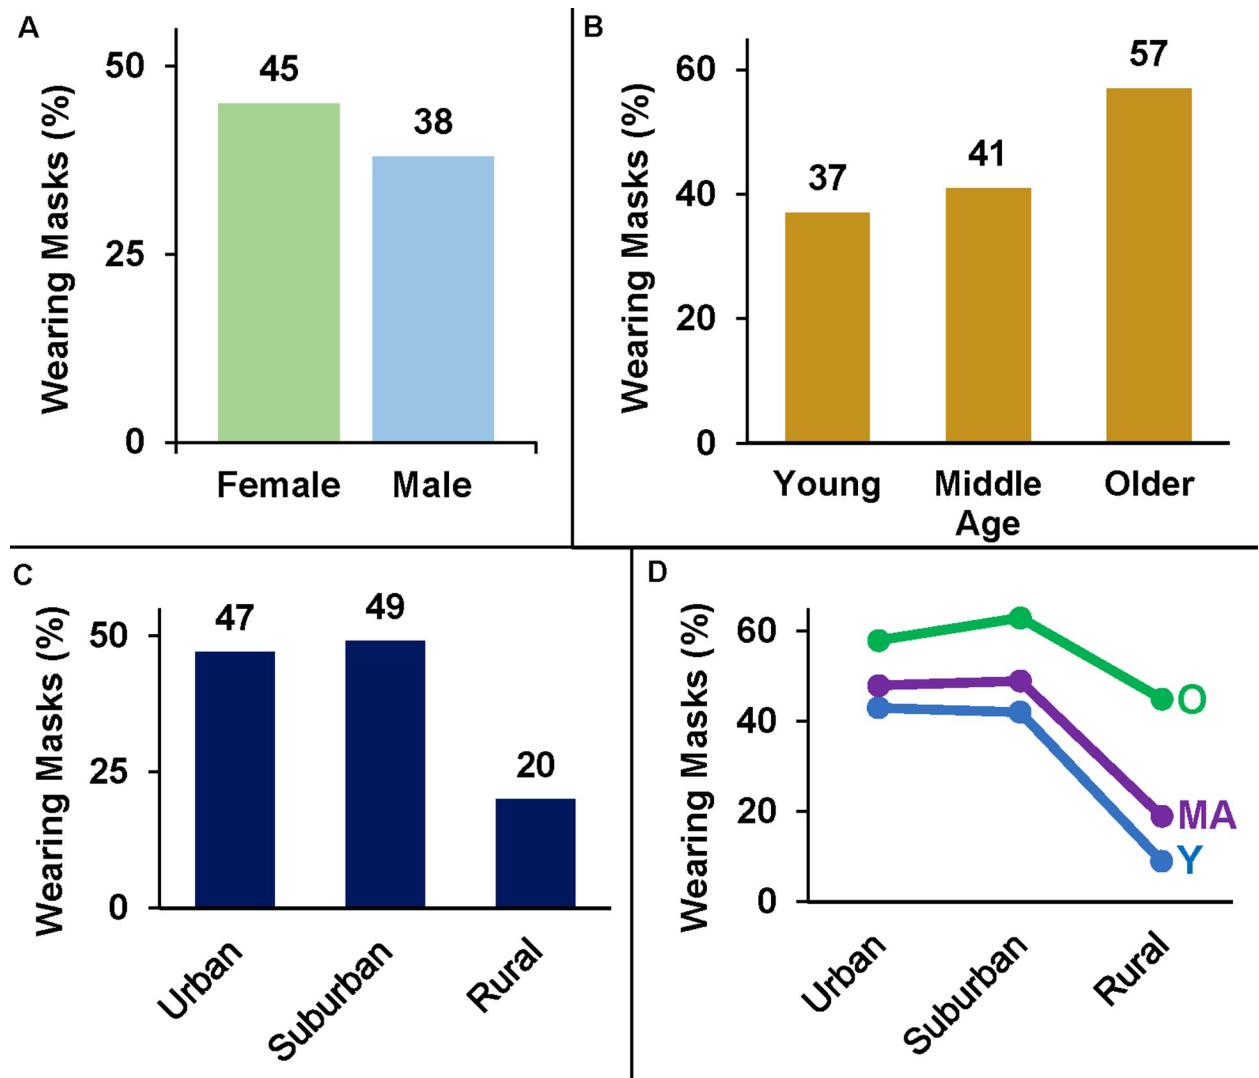 A
Wearing Masks (%)
50
25
0
45
38
Female
Male
B
Wearing Masks (%)
60
40
20
0
37
41
57
Young
Middle
Age
Older
C
Wearing Masks (%)
50
25
0
47
49
20
Urban
Suburban
Rural
D
Wearing Masks (%)
60
40
20
0
O
MA
Y
Urban
Suburban
Rural